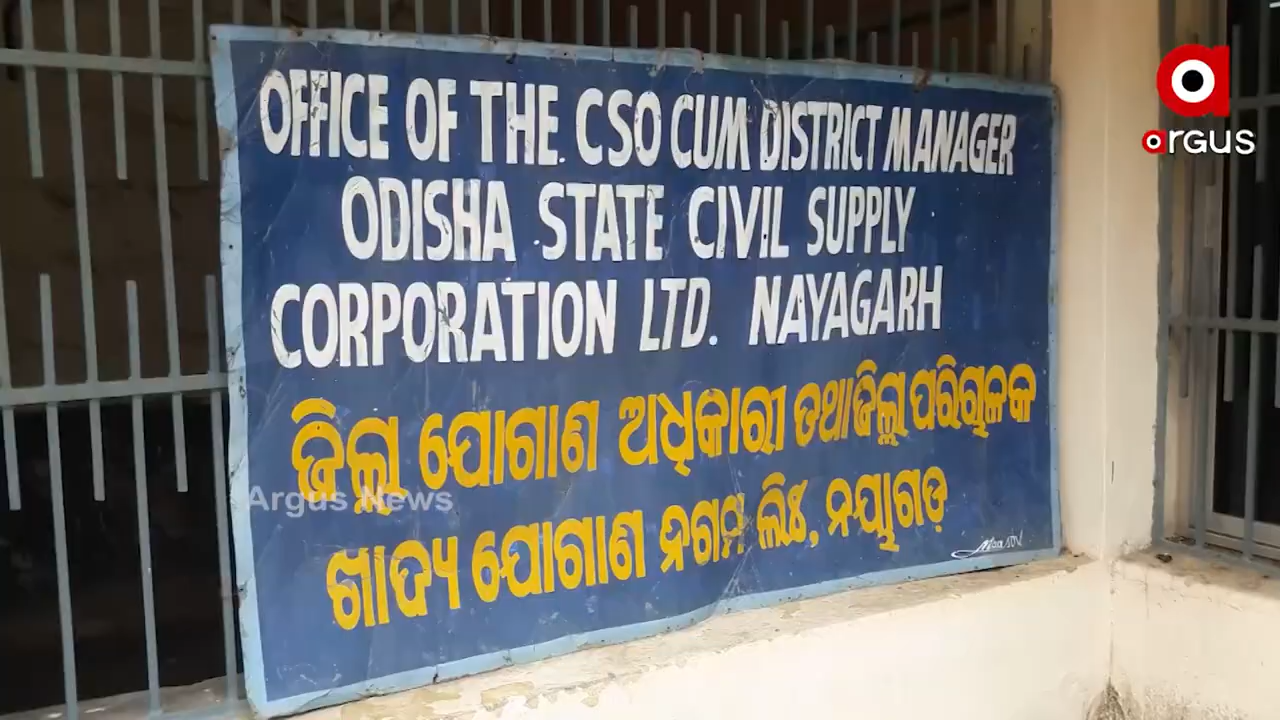 OFFICE OF THE CSO CUM DISTRICT MANAGER
ODISHA STATE CIVIL SUPPLY
CORPORATION LTD. NAYAGARH
ଜିଲ୍ଲା ଯୋଗାଣ ଅଧିକାରୀ ତଥା ଜିଲ୍ଲା ପରିଚାଳକ
ଖାଦ୍ୟ ଯୋଗାଣ ନିଗମ ଲିଃ, ନୟାଗଡ଼
Argus News
argus